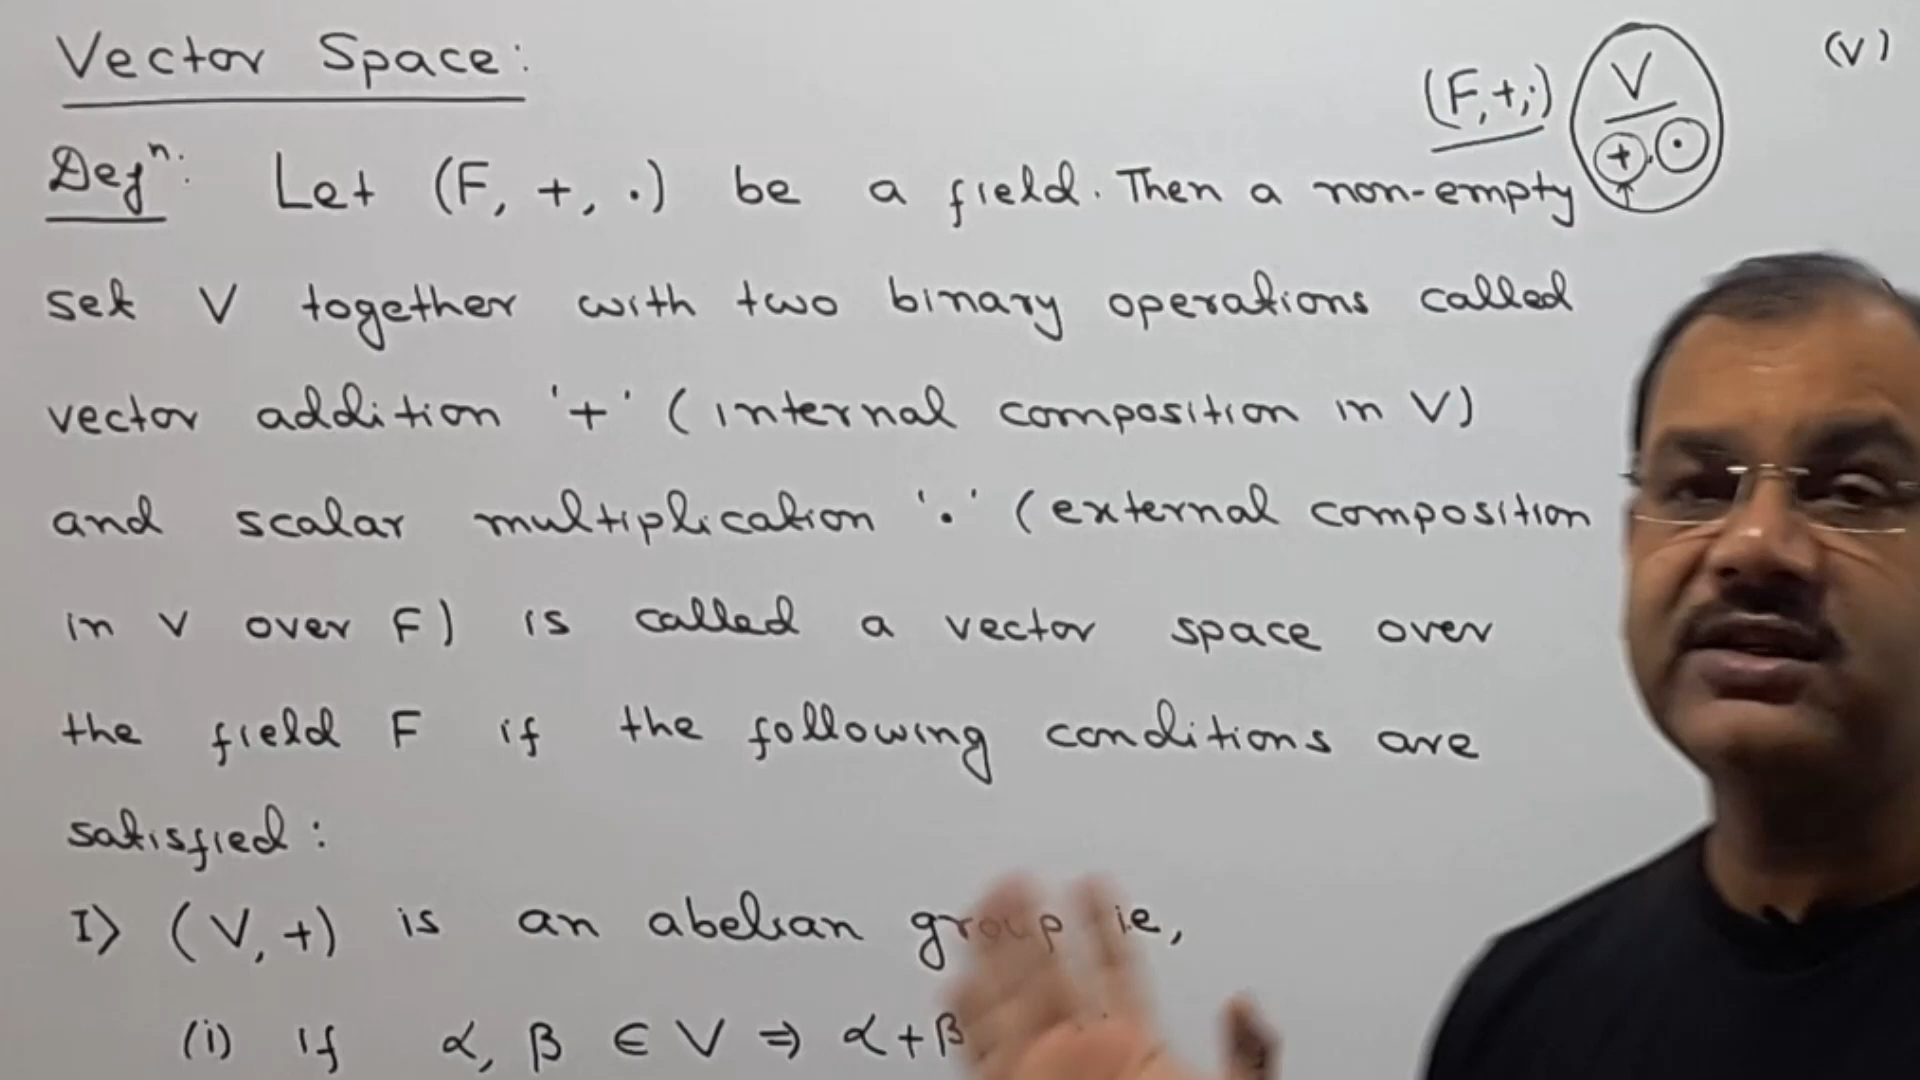 Vector Space:
(F, +, ·)
V
+, ·
(V)
Defⁿ: Let (F, +, ·) be a field. Then a non-empty
set V together with two binary operations called
vector addition '+' (internal composition in V)
and scalar multiplication '·' (external composition
in V over F) is called a vector space over
the field F if the following conditions are
satisfied:
I> (V, +) is an abelian group ie,
(i) If α, β ∈ V ⇒ α+β